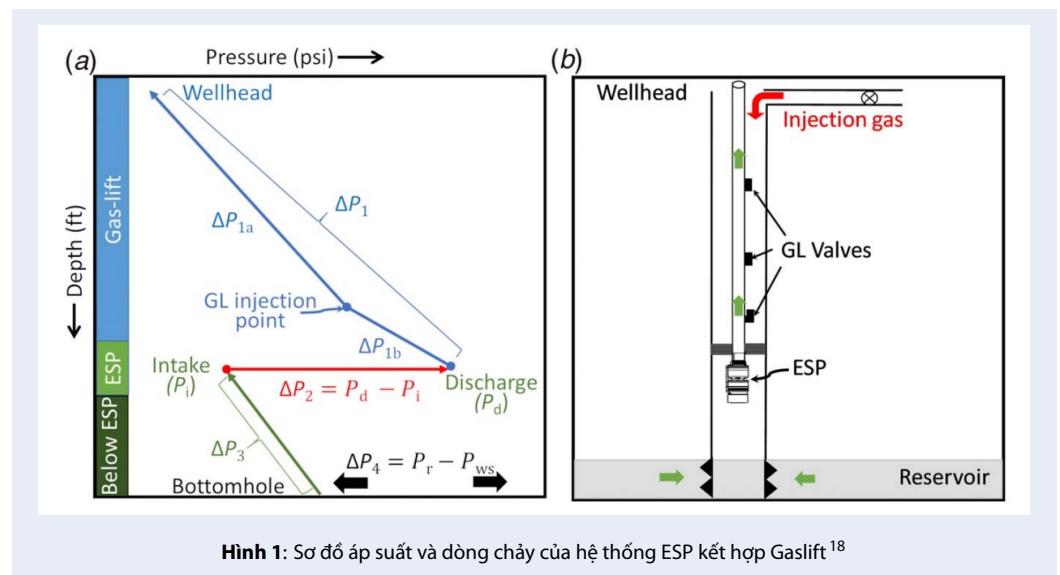 (a)
Pressure (psi)
Depth (ft)
Gas-lift
ESP
Below ESP
Wellhead
ΔP1
ΔP1a
GL injection
point
ΔP1b
Intake
(Pi)
ΔP2 = Pd − Pi
Discharge
(Pd)
ΔP3
ΔP4 = Pr − Pws
Bottomhole
(b)
Wellhead
Injection gas
GL Valves
ESP
Reservoir
Hình 1: Sơ đồ áp suất và dòng chảy của hệ thống ESP kết hợp Gaslift 18